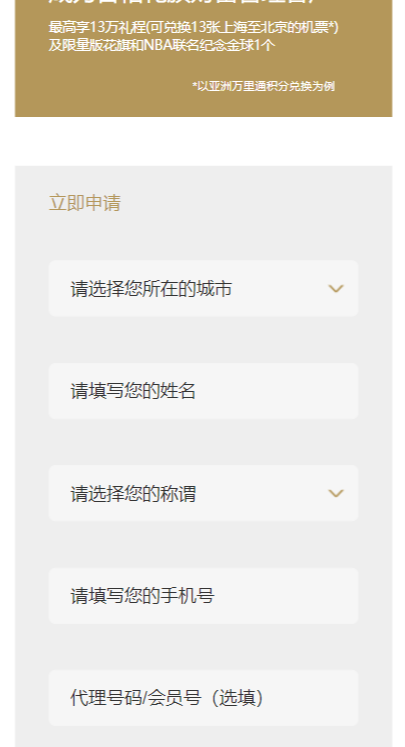 最高享13万礼程(可兑换13张上海至北京的机票*)
及限量版花旗和NBA联名纪念金球1个
*以亚洲万里通积分兑换为例
立即申请
请选择您所在的城市
请填写您的姓名
请选择您的称谓
请填写您的手机号
代理号码/会员号（选填）